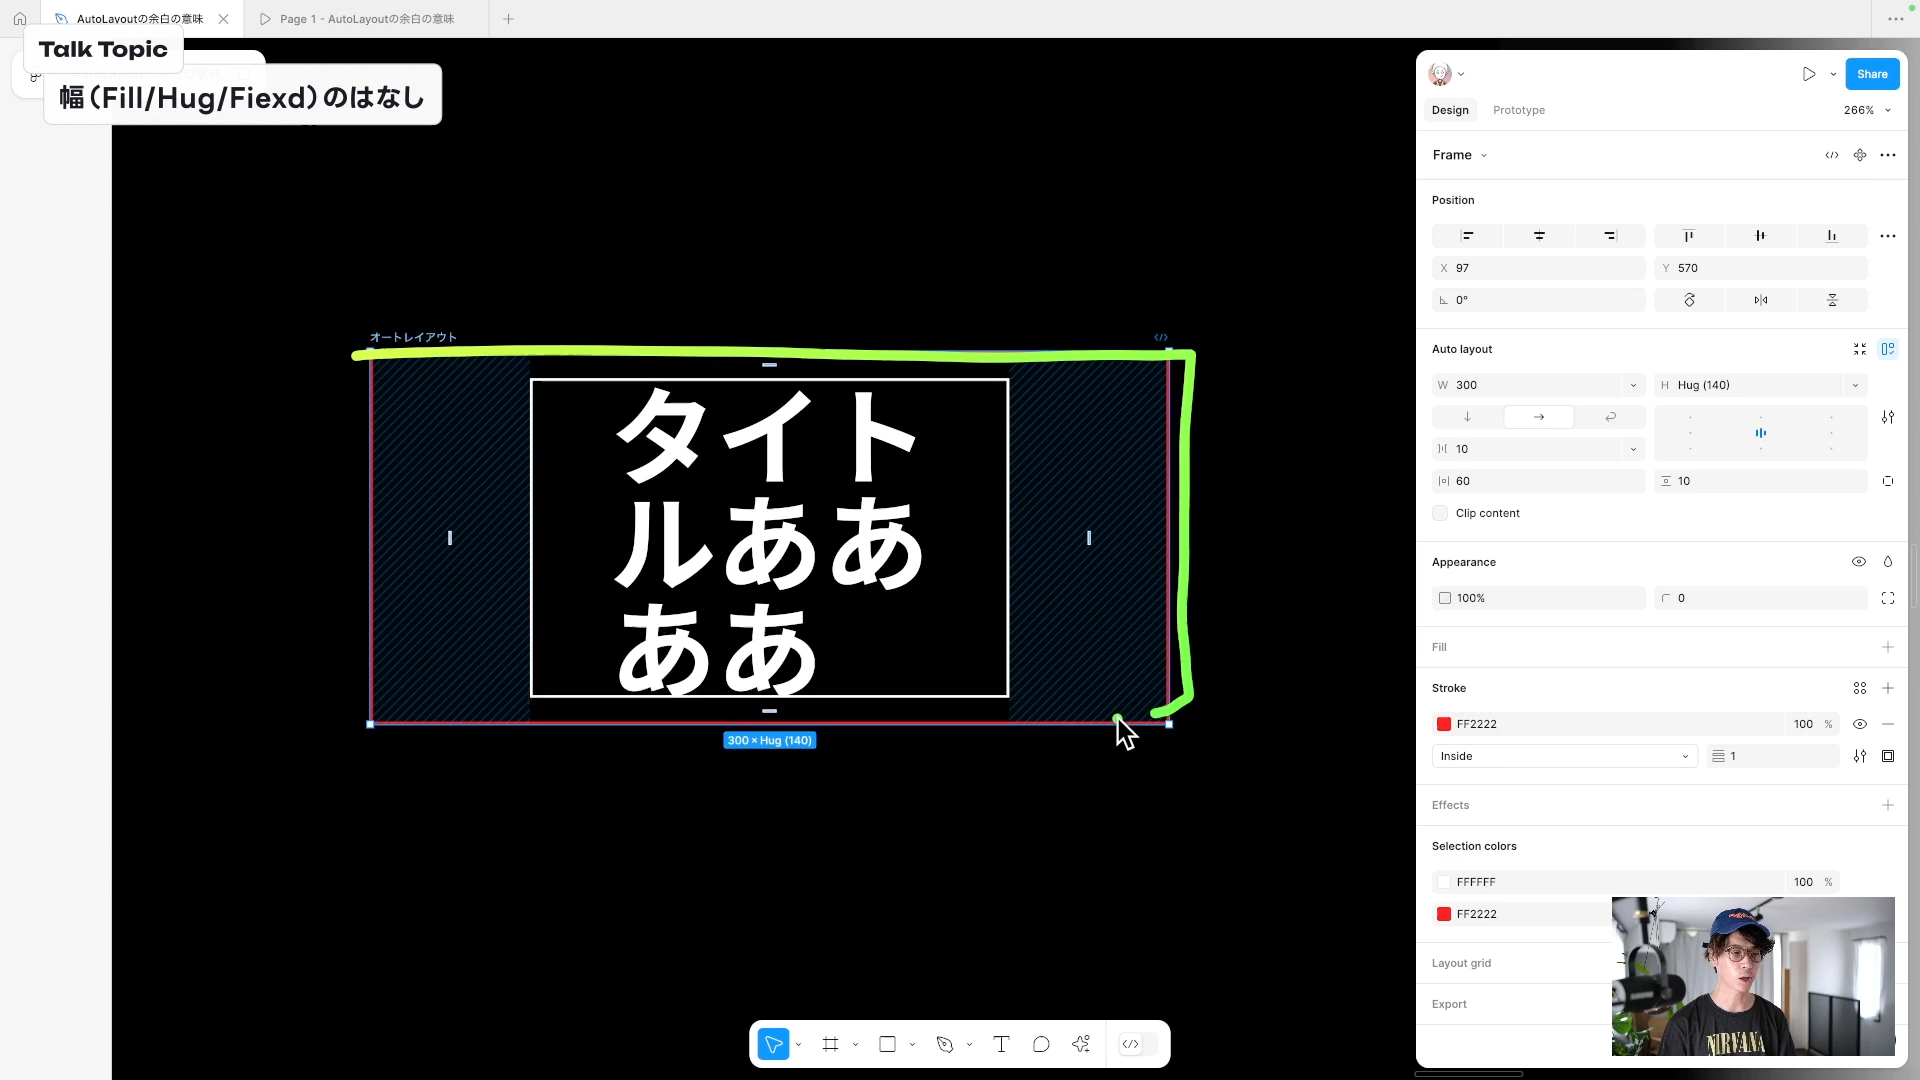 AutoLayoutの余白の意味
Page 1 - AutoLayoutの余白の意味
Talk Topic
幅（Fill/Hug/Fiexd）のはなし
Share
Design
Prototype
266%
Frame
Position
X 97
Y 570
0°
Auto layout
W 300
H Hug (140)
10
60
10
Clip content
Appearance
100%
0
Fill
Stroke
FF2222
100 %
Inside
1
Effects
Selection colors
FFFFFF
100 %
FF2222
Layout grid
Export
オートレイアウト
タイト
ルああ
ああ
300 × Hug (140)
NIRVANA